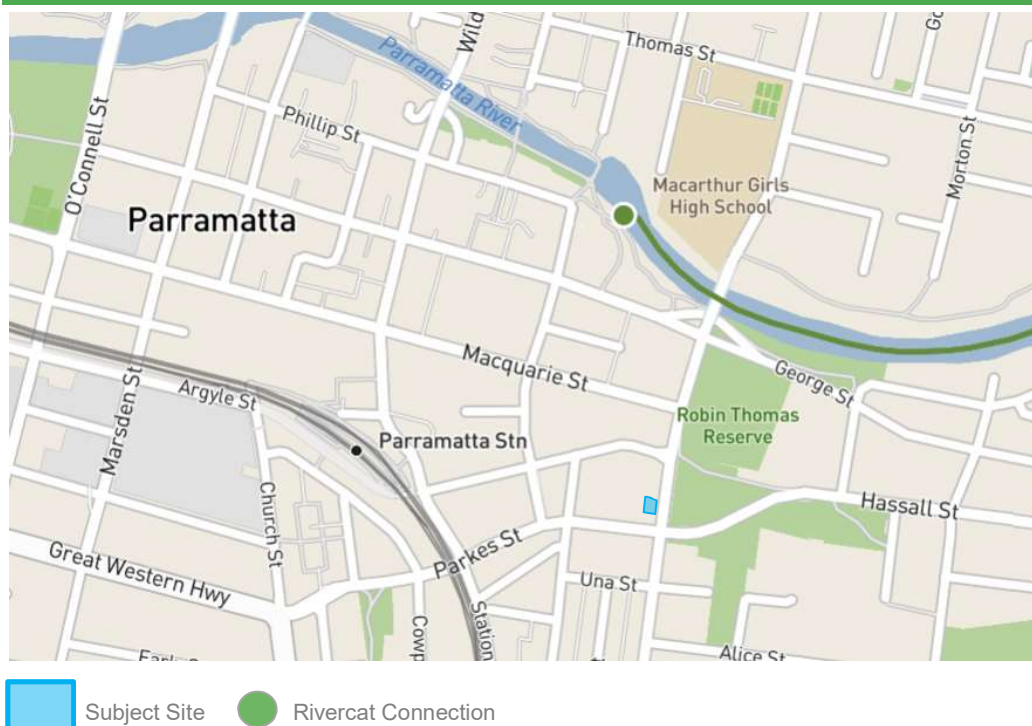 Thomas St
Wild
Go
Parramatta River
Phillip St
O'Connell St
Morton St
Macarthur Girls
High School
Parramatta
Macquarie St
George St
Marsden St
Argyle St
Robin Thomas
Reserve
Parramatta Stn
Church St
Hassall St
Parkes St
Great Western Hwy
Una St
Station
Cowp
Alice St
Subject Site
Rivercat Connection